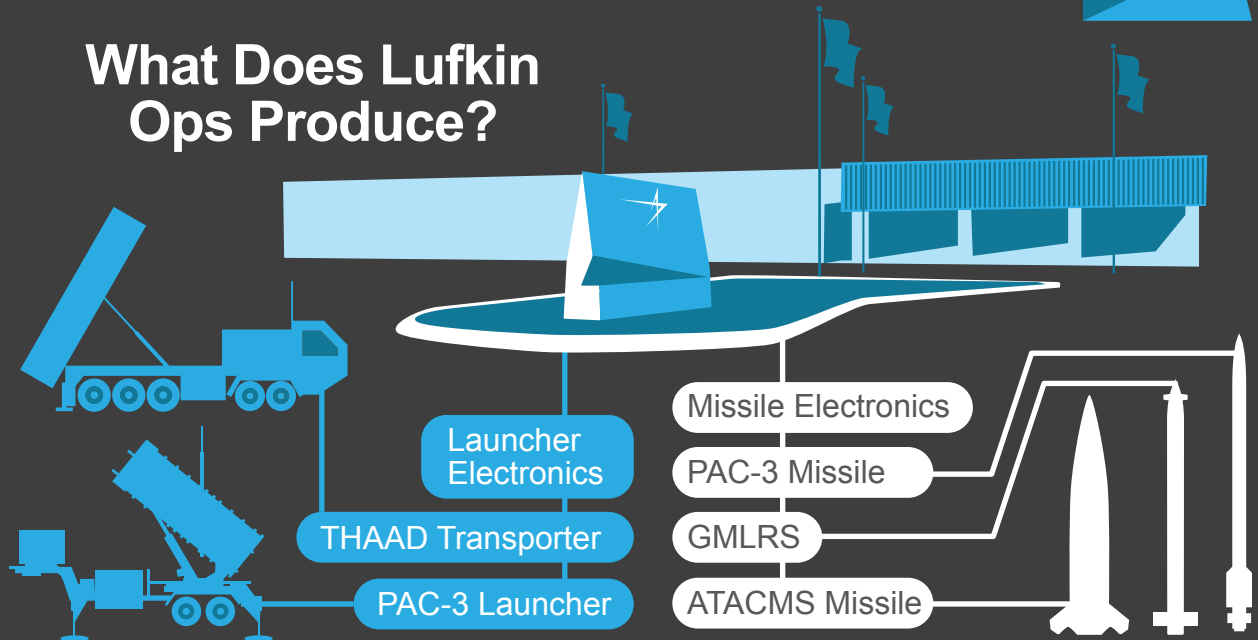 What Does Lufkin
Ops Produce?
Launcher
Electronics
THAAD Transporter
PAC-3 Launcher
Missile Electronics
PAC-3 Missile
GMLRS
ATACMS Missile